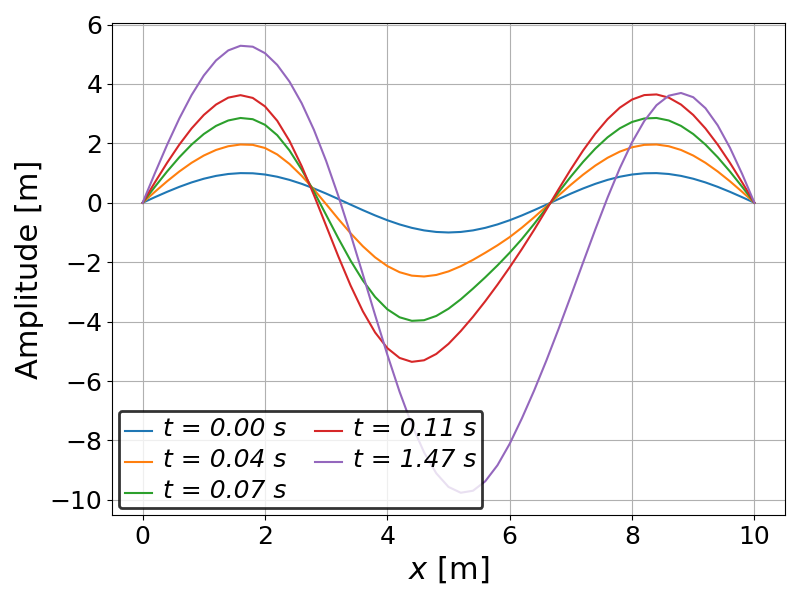 6
4
2
0
−2
−4
−6
−8
−10
Amplitude [m]
t = 0.00 s
t = 0.04 s
t = 0.07 s
t = 0.11 s
t = 1.47 s
0 2 4 6 8 10
x [m]